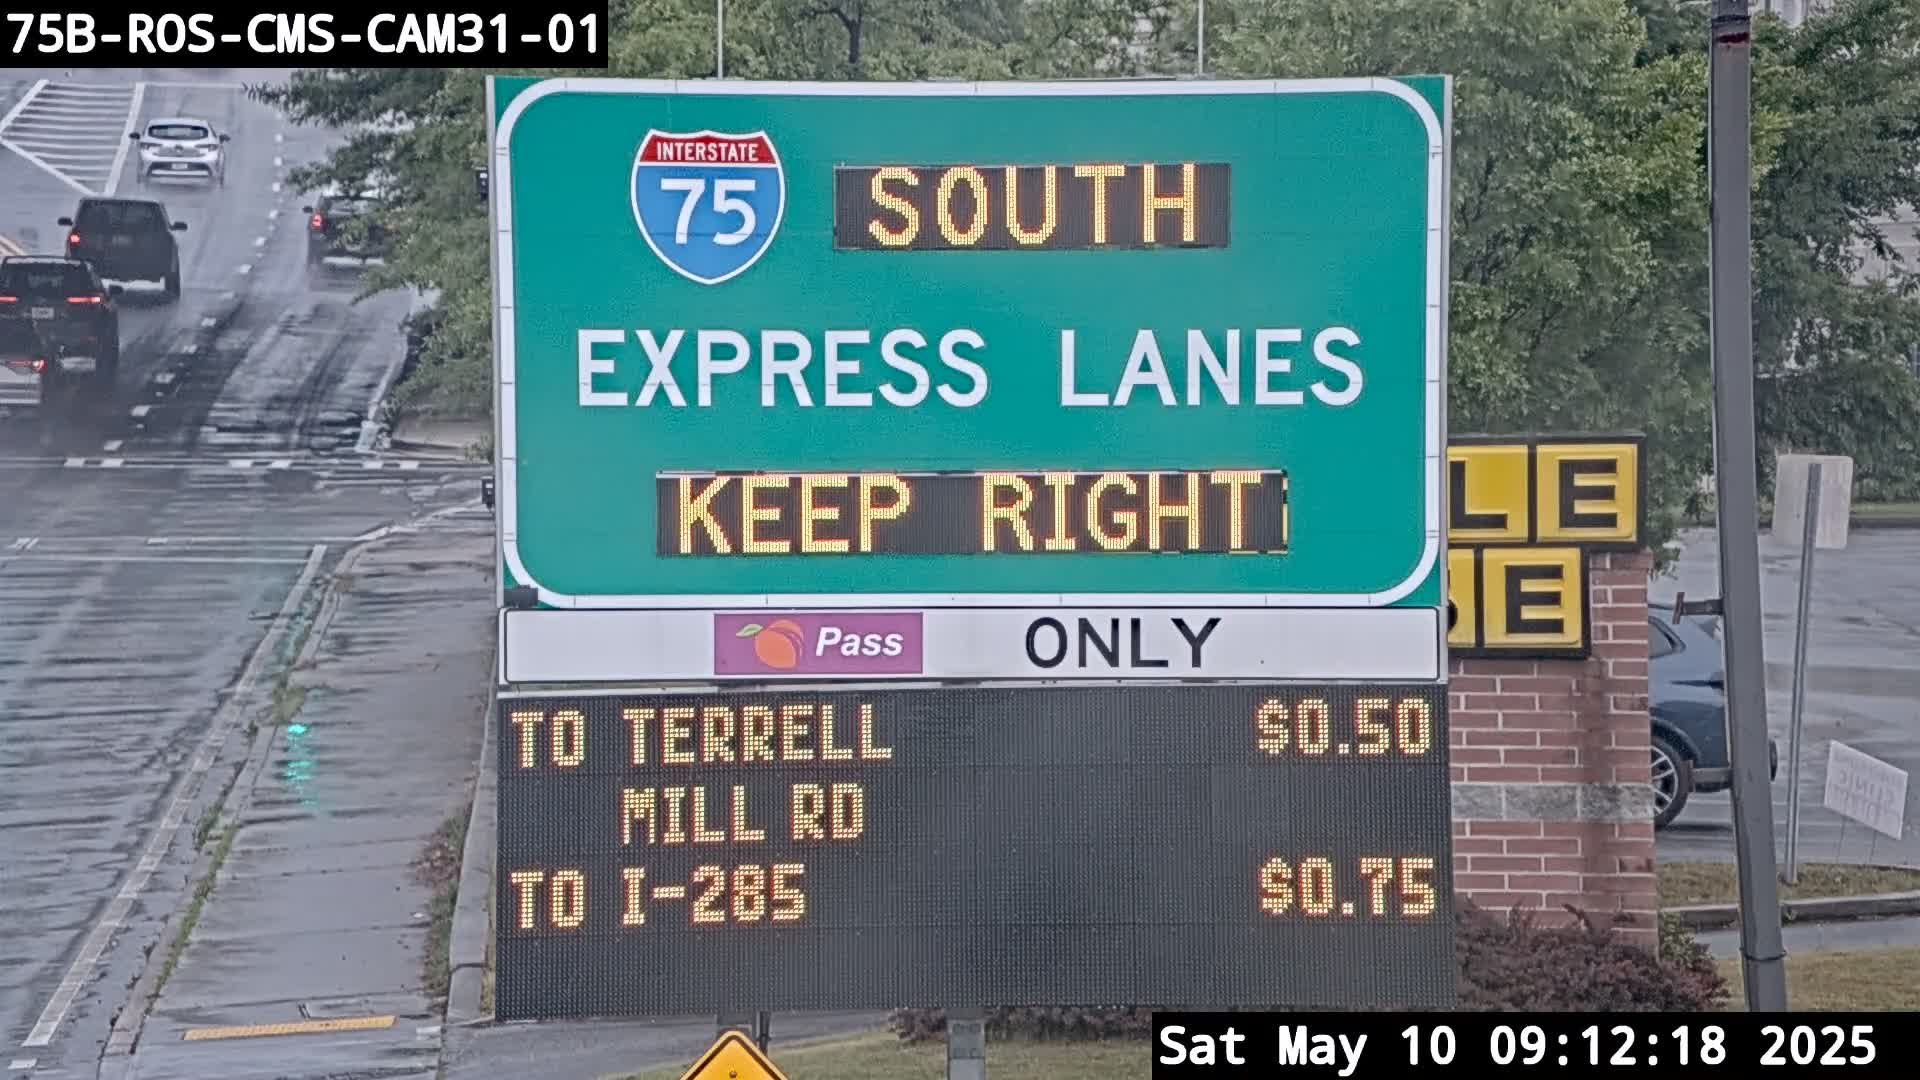 75B-ROS-CMS-CAM31-01
INTERSTATE
75 SOUTH
EXPRESS LANES
KEEP RIGHT
Pass ONLY
TO TERRELL $0.50
MILL RD
TO I-285 $0.75
LE
E
Sat May 10 09:12:18 2025